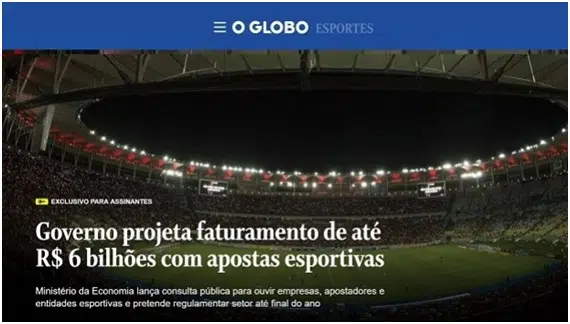 O GLOBO ESPORTES
EXCLUSIVO PARA ASSINANTES
Governo projeta faturamento de até
R$ 6 bilhões com apostas esportivas
Ministério da Economia lança consulta pública para ouvir empresas, apostadores e
entidades esportivas e pretende regulamentar setor até final do ano